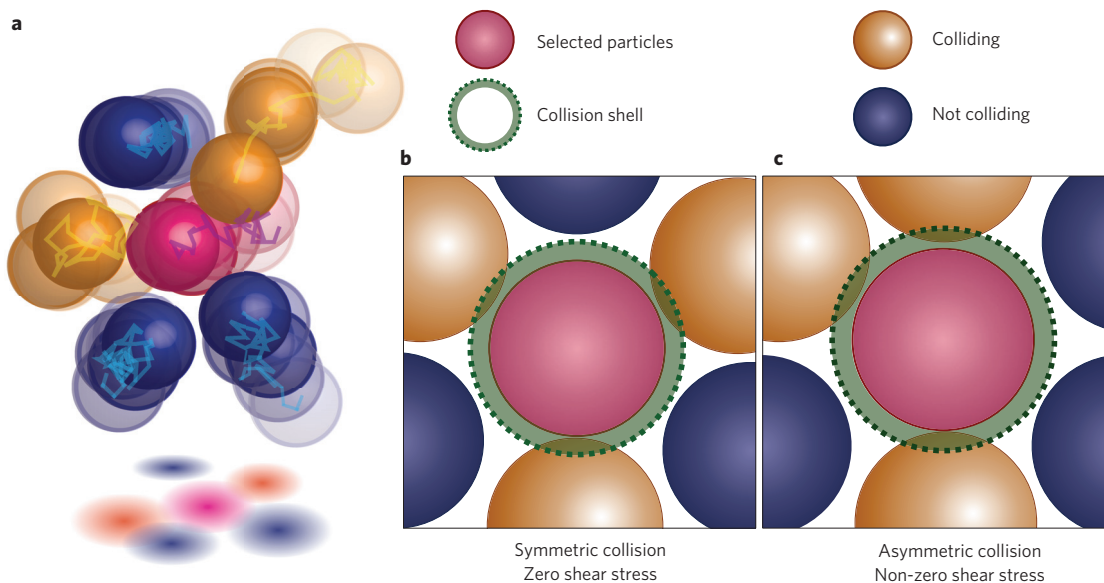 a
Selected particles
Colliding
Collision shell
Not colliding
b
c
Symmetric collision
Zero shear stress
Asymmetric collision
Non-zero shear stress